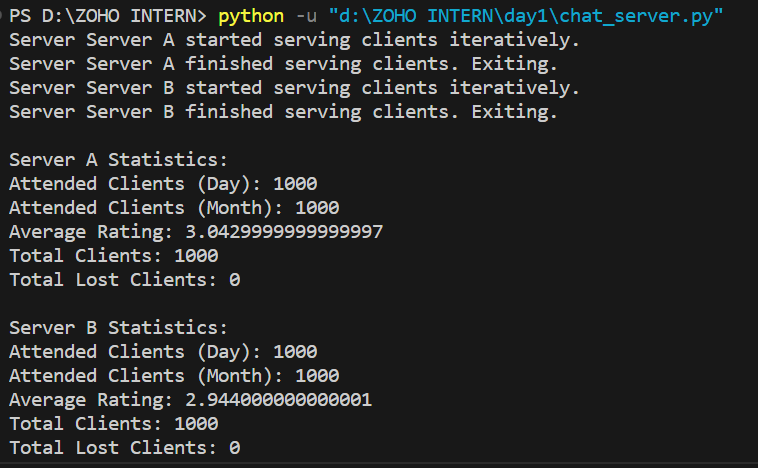 PS D:\ZOHO INTERN> python -u "d:\ZOHO INTERN\day1\chat_server.py"
Server Server A started serving clients iteratively.
Server Server A finished serving clients. Exiting.
Server Server B started serving clients iteratively.
Server Server B finished serving clients. Exiting.

Server A Statistics:
Attended Clients (Day): 1000
Attended Clients (Month): 1000
Average Rating: 3.0429999999999997
Total Clients: 1000
Total Lost Clients: 0

Server B Statistics:
Attended Clients (Day): 1000
Attended Clients (Month): 1000
Average Rating: 2.944000000000001
Total Clients: 1000
Total Lost Clients: 0